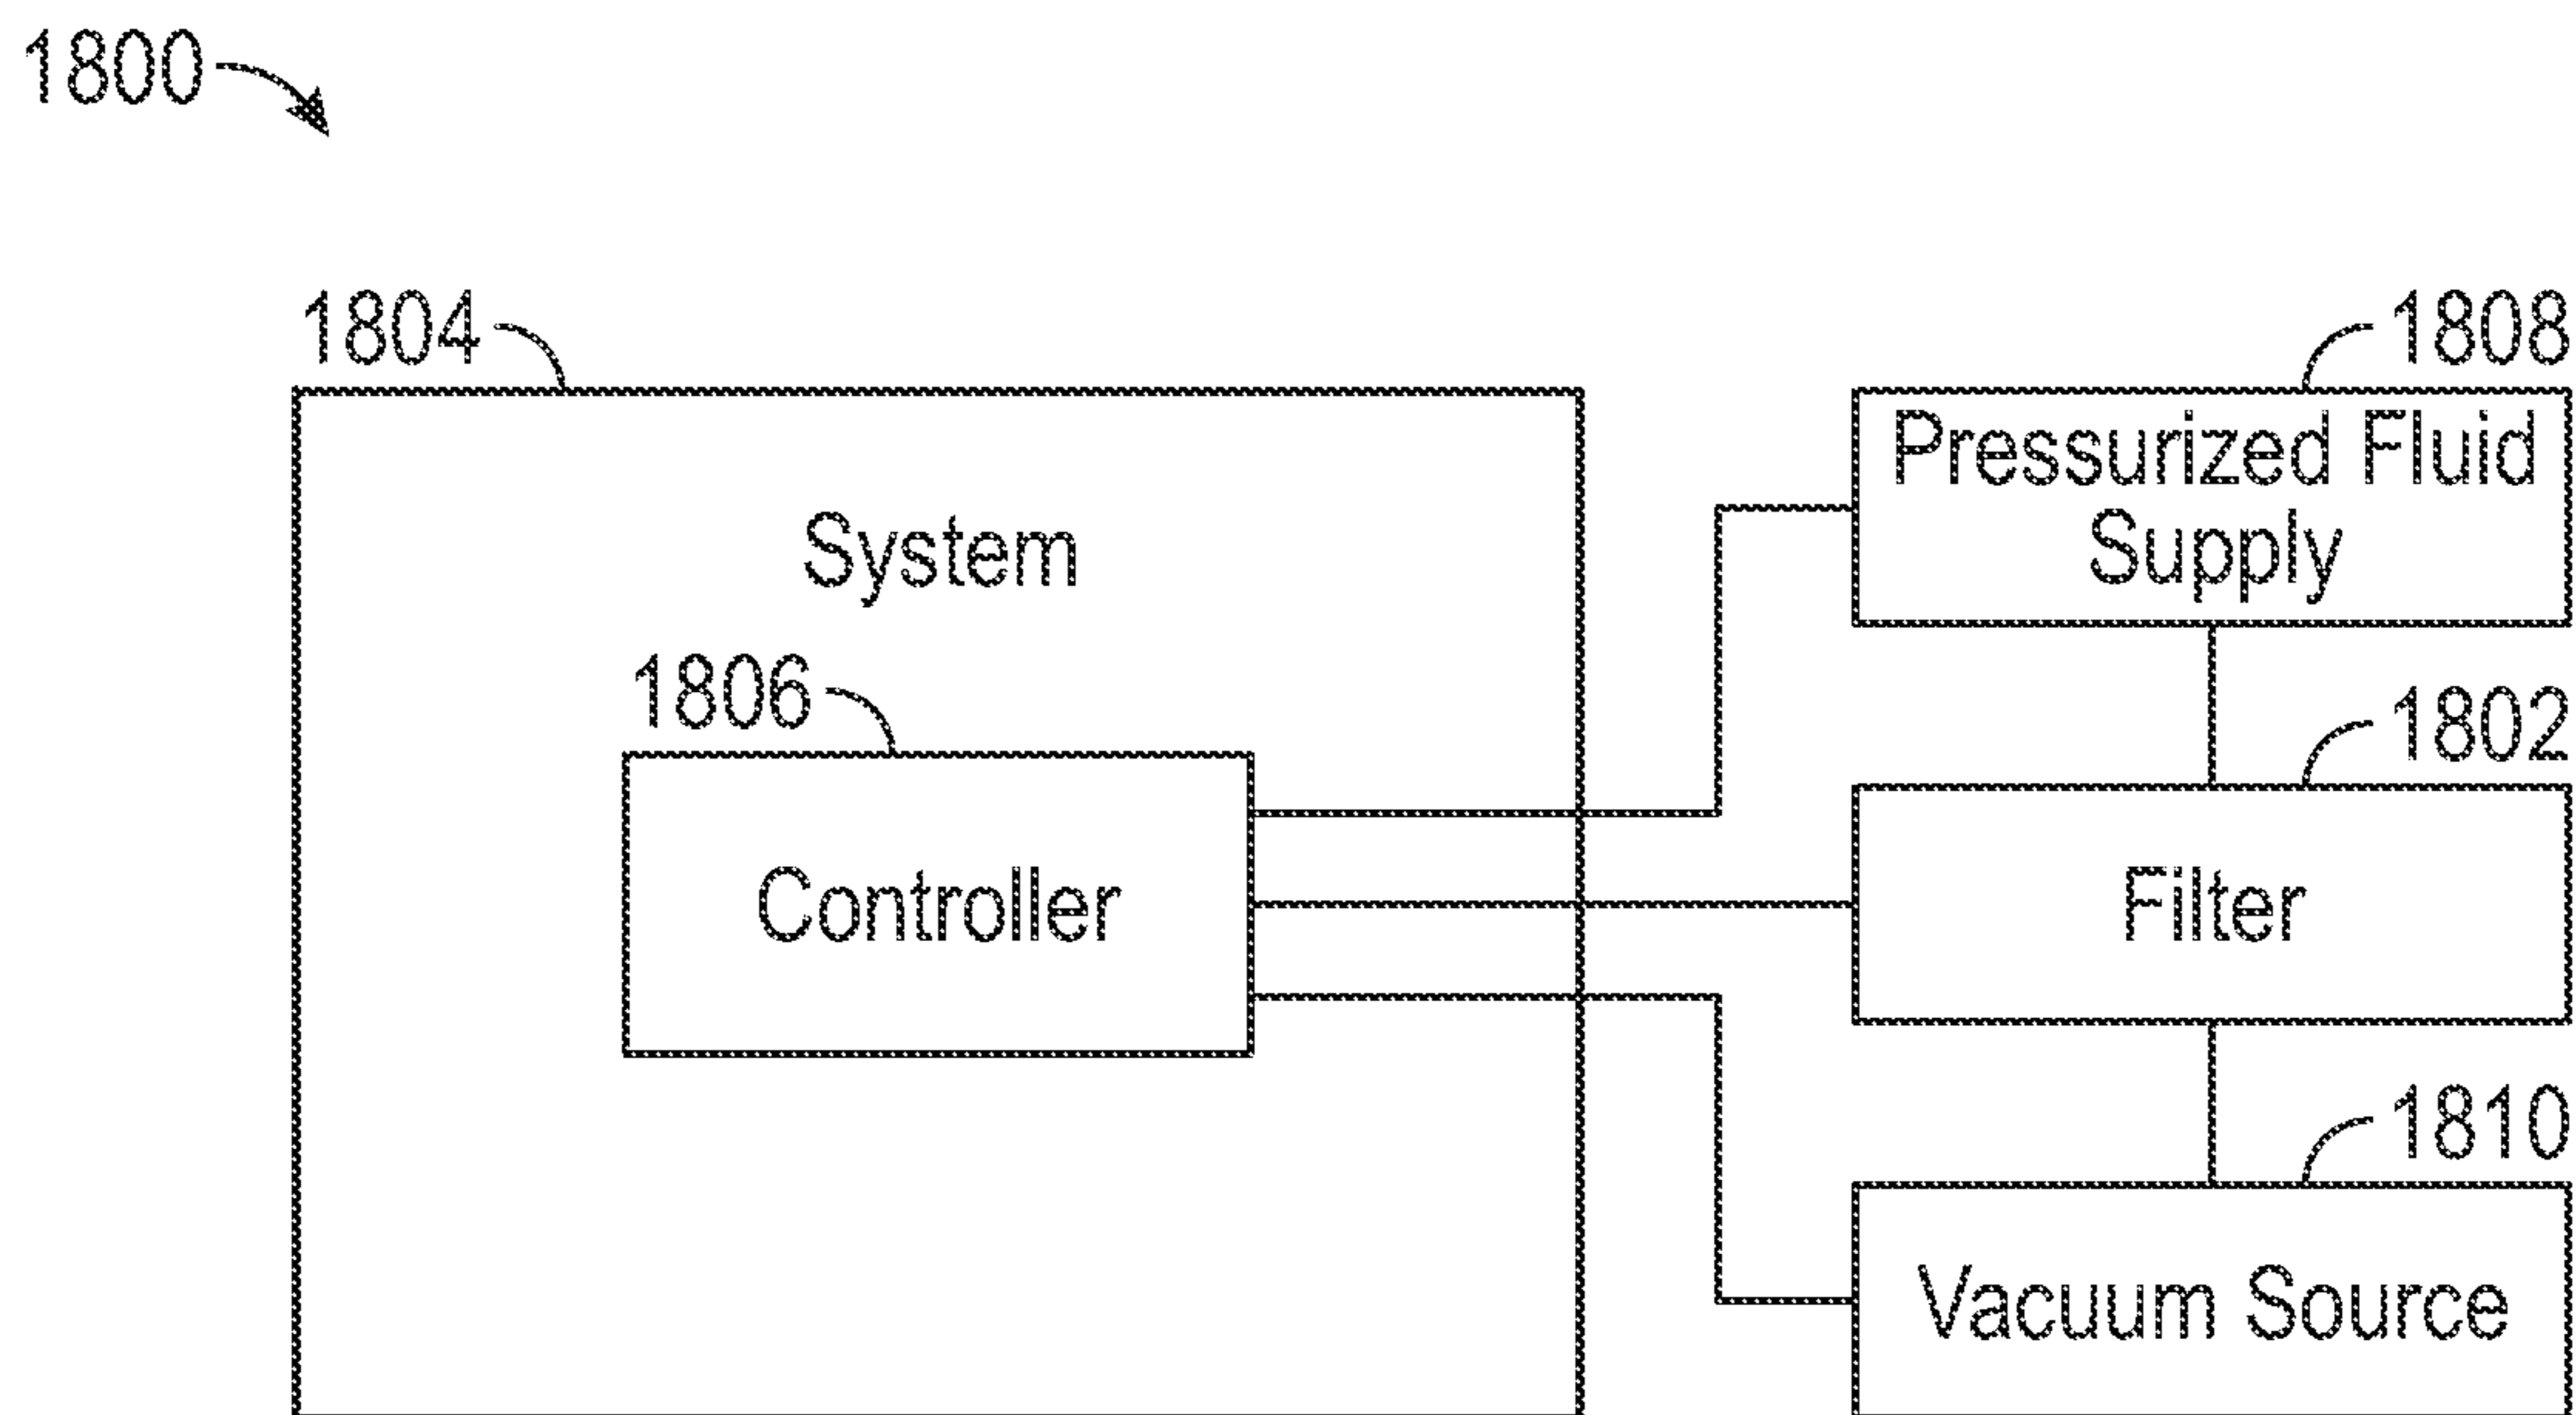 1800
1804
1808
Pressurized Fluid
Supply
System
1806
1802
Controller
Filter
1810
Vacuum Source